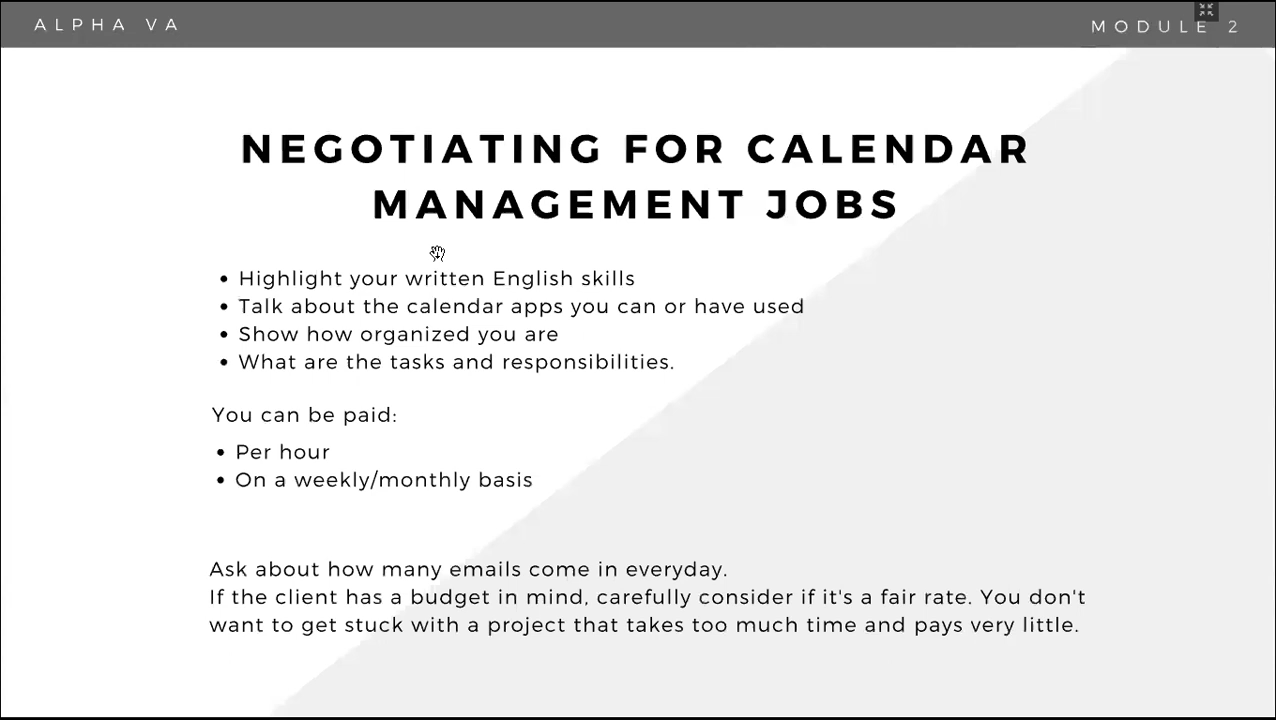 ALPHA VA
MODULE 2
NEGOTIATING FOR CALENDAR
MANAGEMENT JOBS
• Highlight your written English skills
• Talk about the calendar apps you can or have used
• Show how organized you are
• What are the tasks and responsibilities.
You can be paid:
• Per hour
• On a weekly/monthly basis
Ask about how many emails come in everyday.
If the client has a budget in mind, carefully consider if it's a fair rate. You don't
want to get stuck with a project that takes too much time and pays very little.